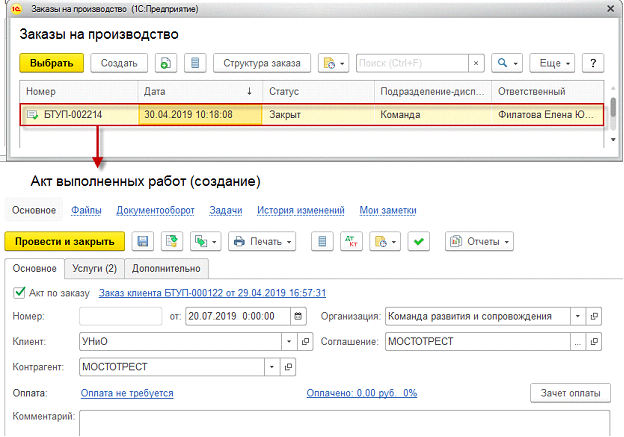 Заказы на производство (1С:Предприятие)
Заказы на производство
Выбрать Создать Структура заказа Поиск (Ctrl+F) × Еще ?
Номер Дата ↓ Статус Подразделение-дисп... Ответственный
БТУП-002214 30.04.2019 10:18:08 Закрыт Команда Филатова Елена Ю...
Акт выполненных работ (создание)
Основное Файлы Документооборот Задачи История изменений Мои заметки
Провести и закрыть Печать Дт Кт Отчеты
Основное Услуги (2) Дополнительно
Акт по заказу Заказ клиента БТУП-000122 от 29.04.2019 16:57:31
Номер: от: 20.07.2019 0:00:00 Организация: Команда развития и сопровождения
Клиент: УНиО Соглашение: МОСТОТРЕСТ ...
Контрагент: МОСТОТРЕСТ
Оплата: Оплата не требуется Оплачено: 0.00 руб. 0% Зачет оплаты
Комментарий: